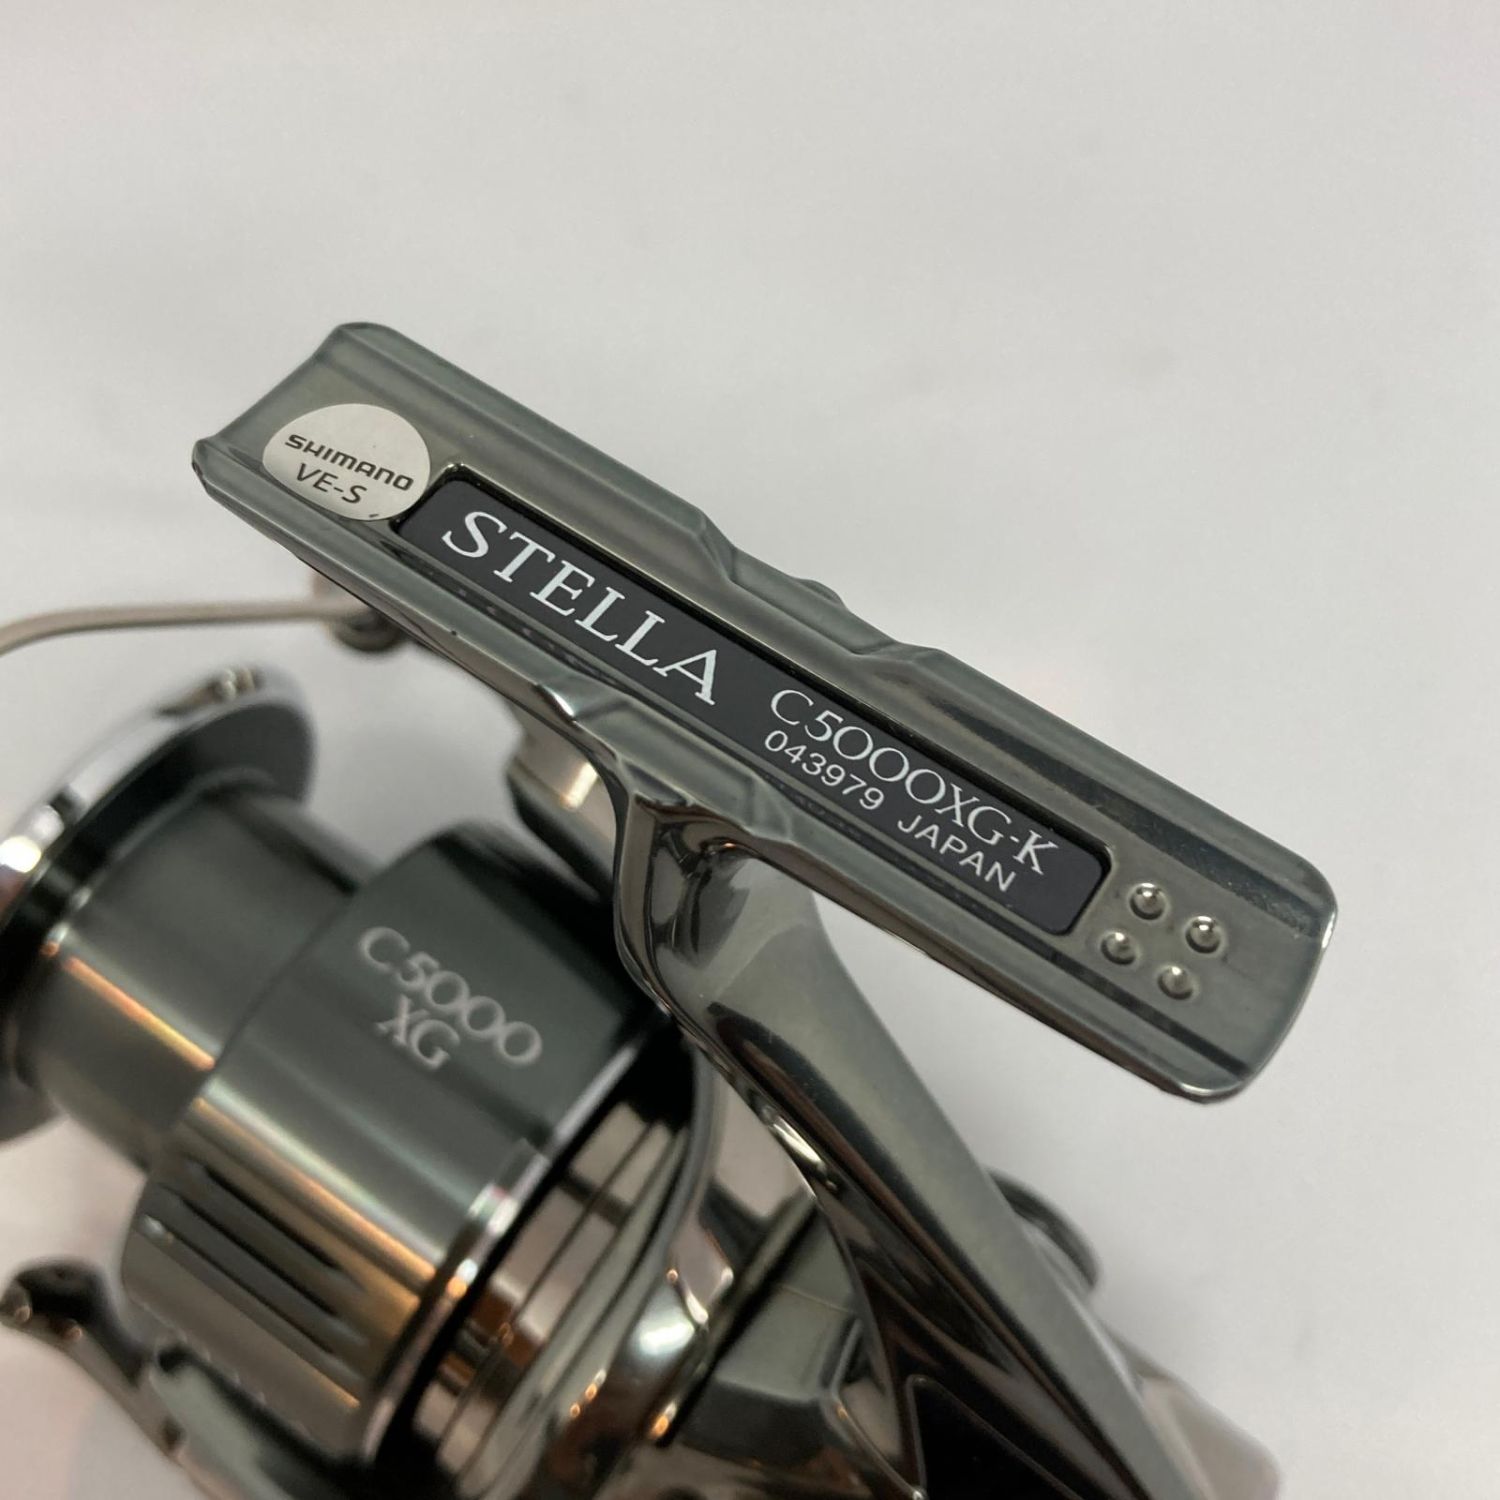 SHIMANO
VE-S
STELLA C5000XG-K
043979 JAPAN
C5000
XG